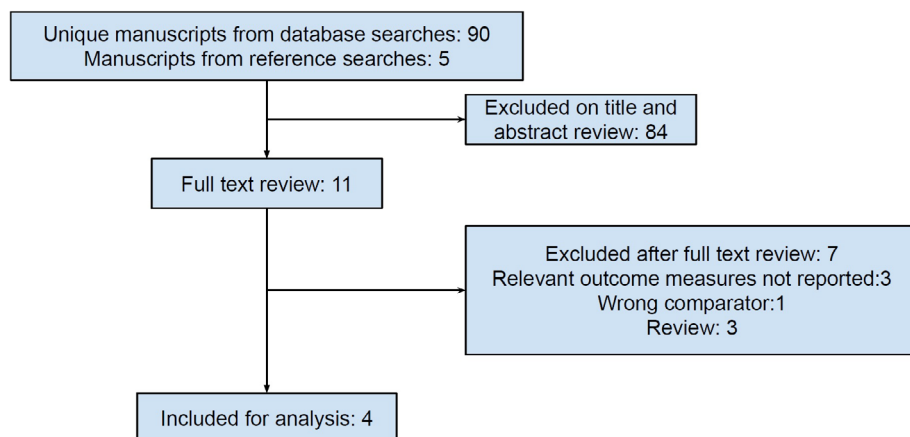 Unique manuscripts from database searches: 90
Manuscripts from reference searches: 5
Excluded on title and
abstract review: 84
Full text review: 11
Excluded after full text review: 7
Relevant outcome measures not reported:3
Wrong comparator:1
Review: 3
Included for analysis: 4